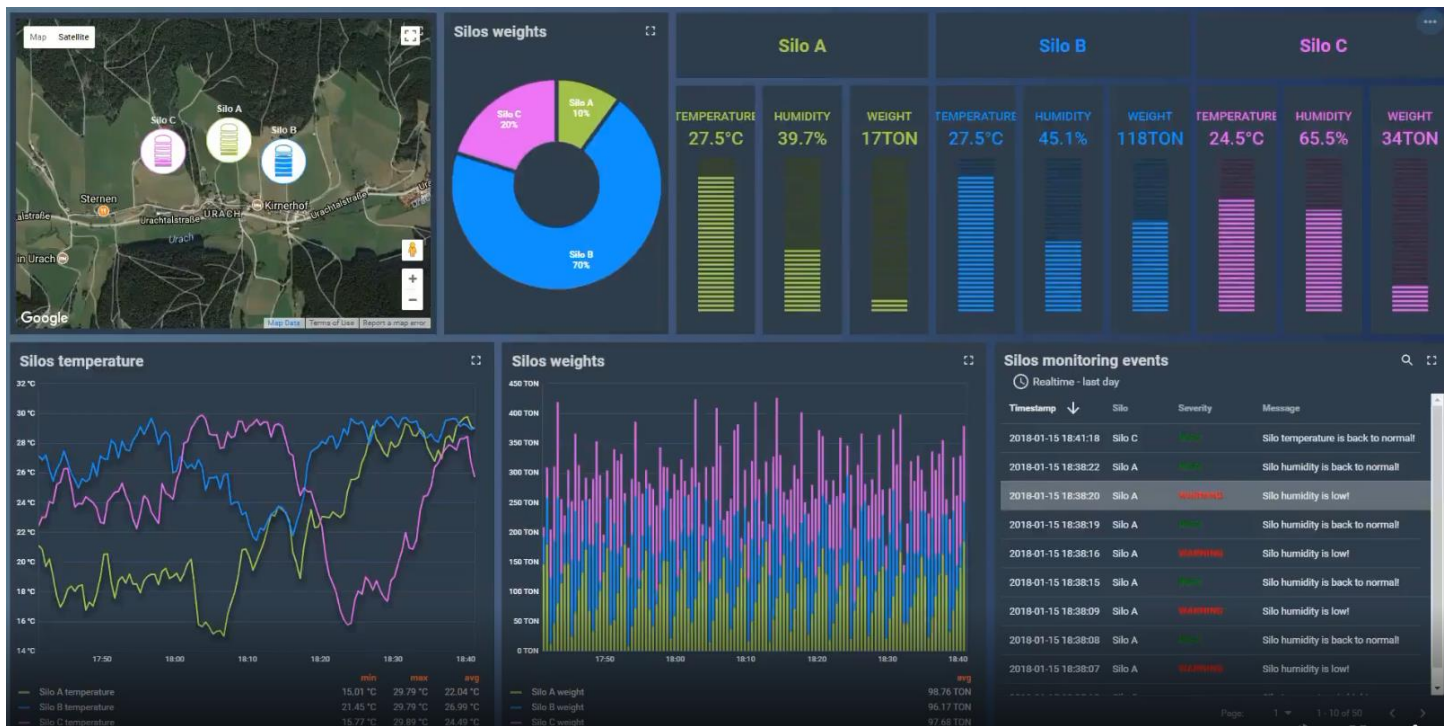 Map Satellite
Silo A
Silo C
Silo B
Sternen
Kirnerhof
Urachtalstraße
URACH
Urachtalstraße
alstraße
Urach
in Urach
Google
Map Data Terms of Use Report a map error
Silos weights
Silo A
10%
Silo C
20%
Silo B
70%
Silo A Silo B Silo C
TEMPERATURE HUMIDITY WEIGHT TEMPERATURE HUMIDITY WEIGHT TEMPERATURE HUMIDITY WEIGHT
27.5°C 39.7% 17TON 27.5°C 45.1% 118TON 24.5°C 65.5% 34TON
Silos temperature
32 °C
30 °C
28 °C
26 °C
24 °C
22 °C
20 °C
18 °C
16 °C
14 °C
17:50 18:00 18:10 18:20 18:30 18:40
min max avg
Silo A temperature 15.01 °C 29.79 °C 22.04 °C
Silo B temperature 21.45 °C 29.79 °C 26.99 °C
Silo C temperature 15.77 °C 29.89 °C 24.49 °C
Silos weights
450 TON
400 TON
350 TON
300 TON
250 TON
200 TON
150 TON
100 TON
50 TON
0 TON
17:50 18:00 18:10 18:20 18:30 18:40
avg
Silo A weight 98.76 TON
Silo B weight 96.17 TON
Silo C weight 97.68 TON
Silos monitoring events
Realtime - last day
Timestamp Silo Severity Message
2018-01-15 18:41:18 Silo C Silo temperature is back to normal!
2018-01-15 18:38:22 Silo A Silo humidity is back to normal!
2018-01-15 18:38:20 Silo A WARNING Silo humidity is low!
2018-01-15 18:38:19 Silo A Silo humidity is back to normal!
2018-01-15 18:38:16 Silo A WARNING Silo humidity is low!
2018-01-15 18:38:15 Silo A Silo humidity is back to normal!
2018-01-15 18:38:09 Silo A WARNING Silo humidity is low!
2018-01-15 18:38:08 Silo A Silo humidity is back to normal!
2018-01-15 18:38:07 Silo A WARNING Silo humidity is low!
Page: 1 1 - 10 of 50